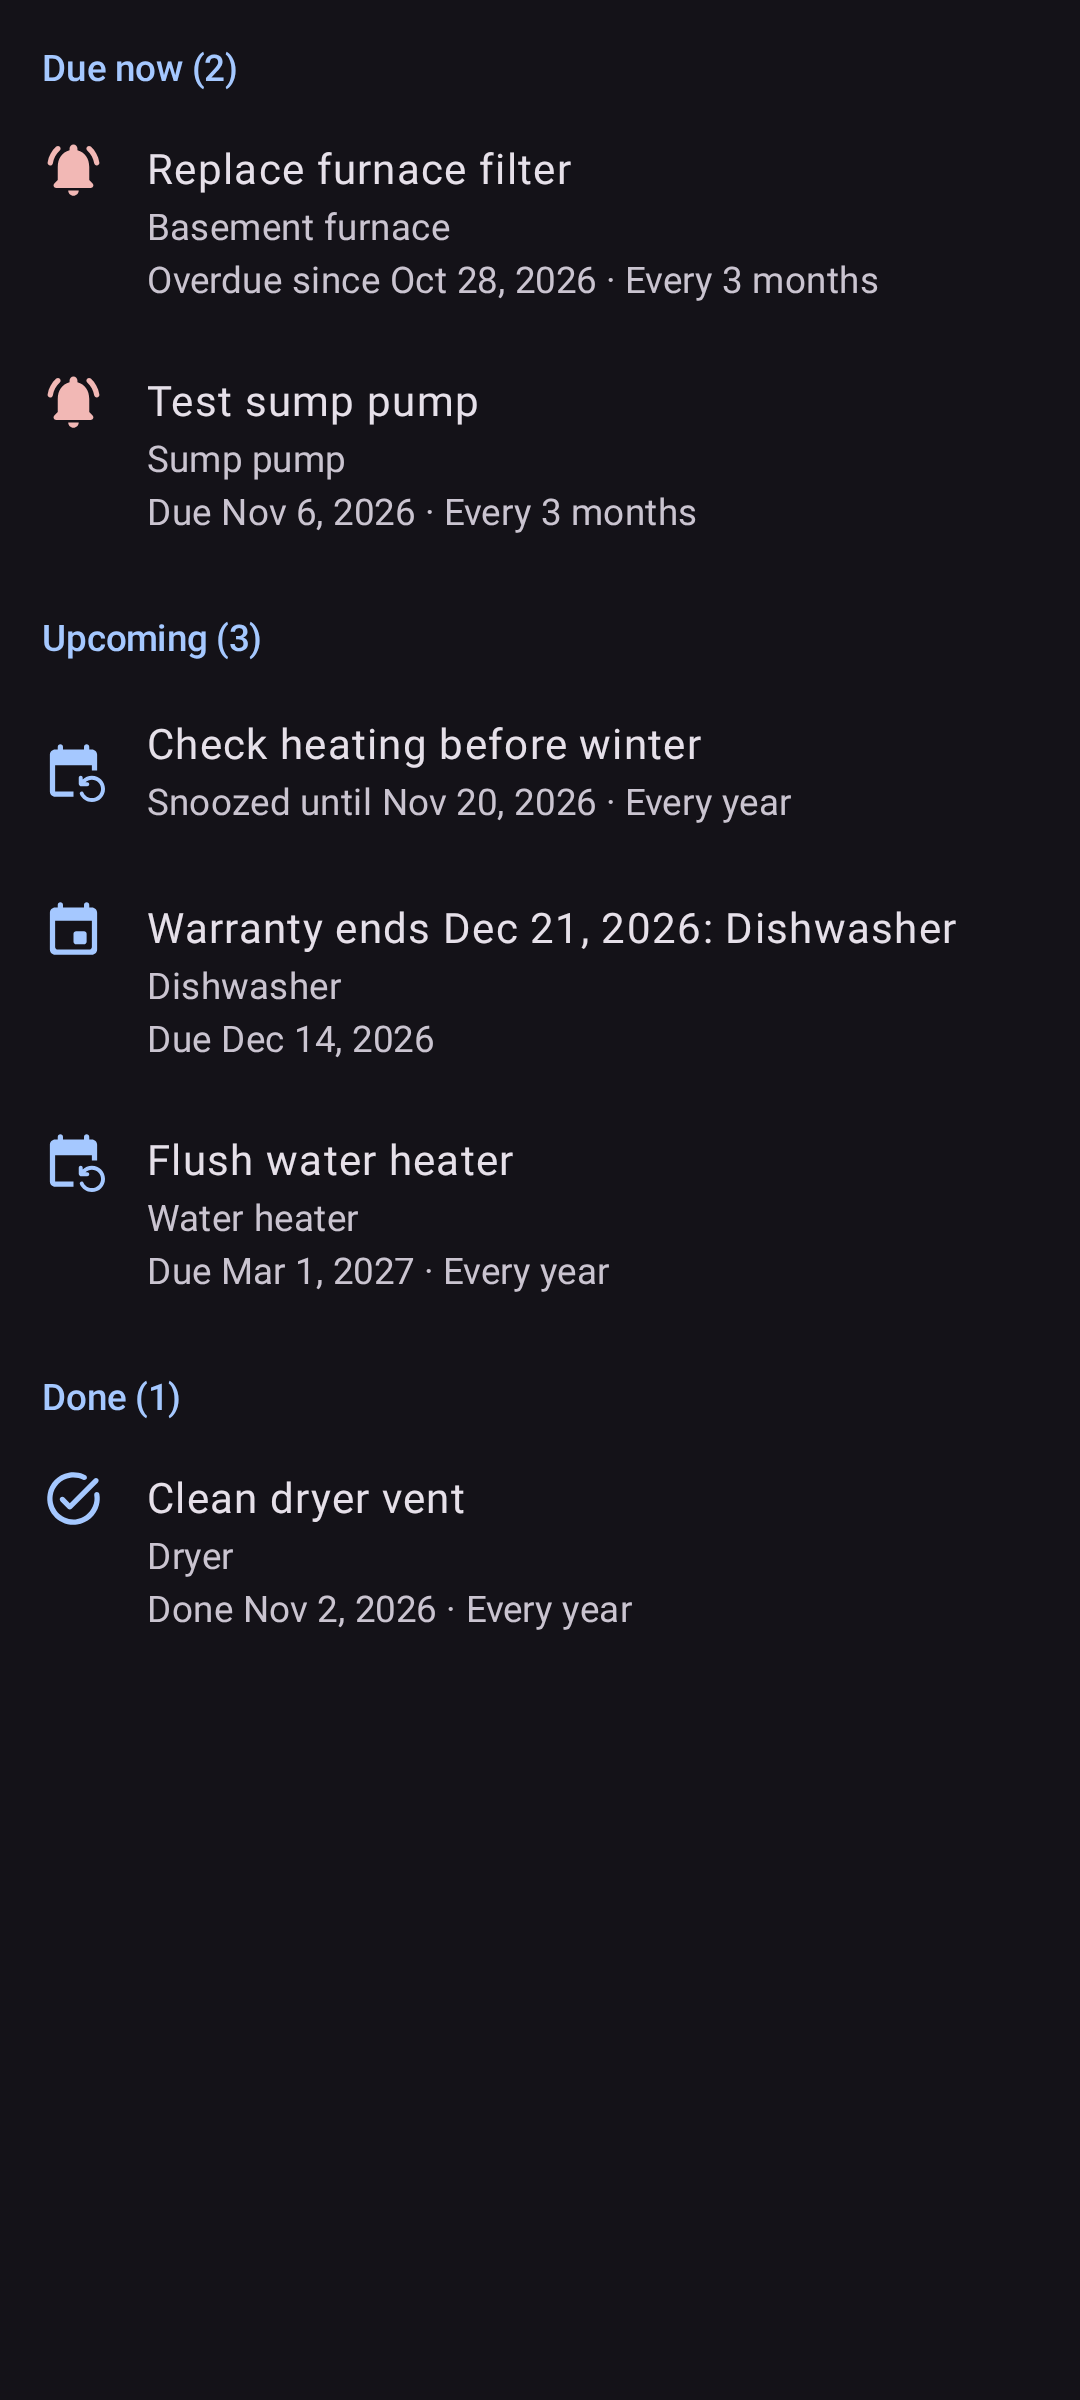 Due now (2)
Replace furnace filter
Basement furnace
Overdue since Oct 28, 2026 · Every 3 months
Test sump pump
Sump pump
Due Nov 6, 2026 · Every 3 months
Upcoming (3)
Check heating before winter
Snoozed until Nov 20, 2026 · Every year
Warranty ends Dec 21, 2026: Dishwasher
Dishwasher
Due Dec 14, 2026
Flush water heater
Water heater
Due Mar 1, 2027 · Every year
Done (1)
Clean dryer vent
Dryer
Done Nov 2, 2026 · Every year